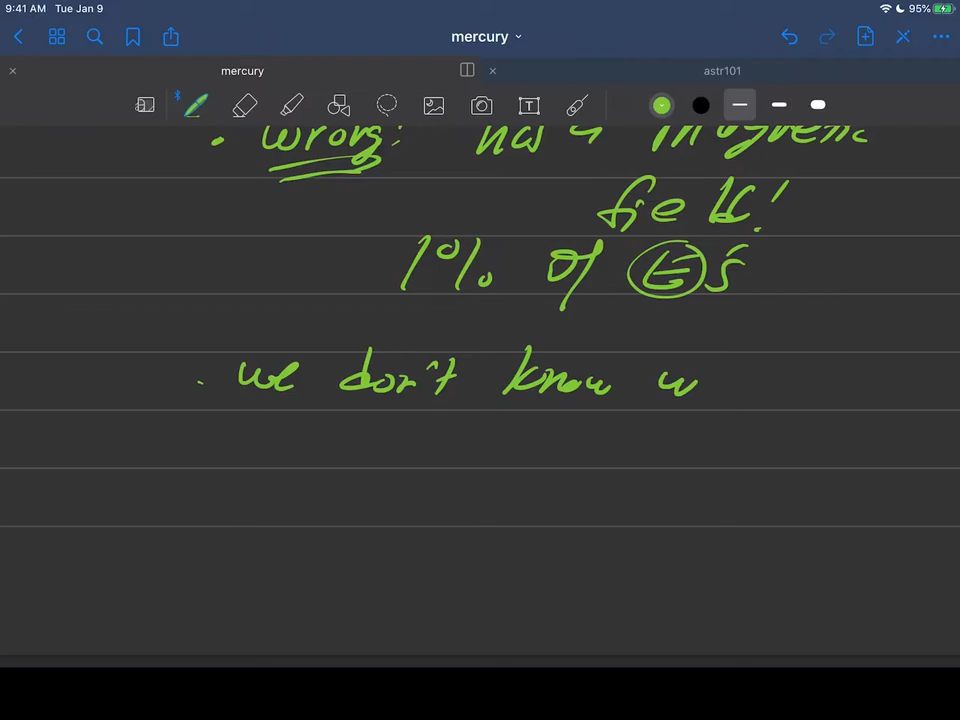 9:41 AM Tue Jan 9
95%
mercury
mercury
astr101
• wrong: has a magnetic
field!
1% of Ⓔ's
• we don't know w